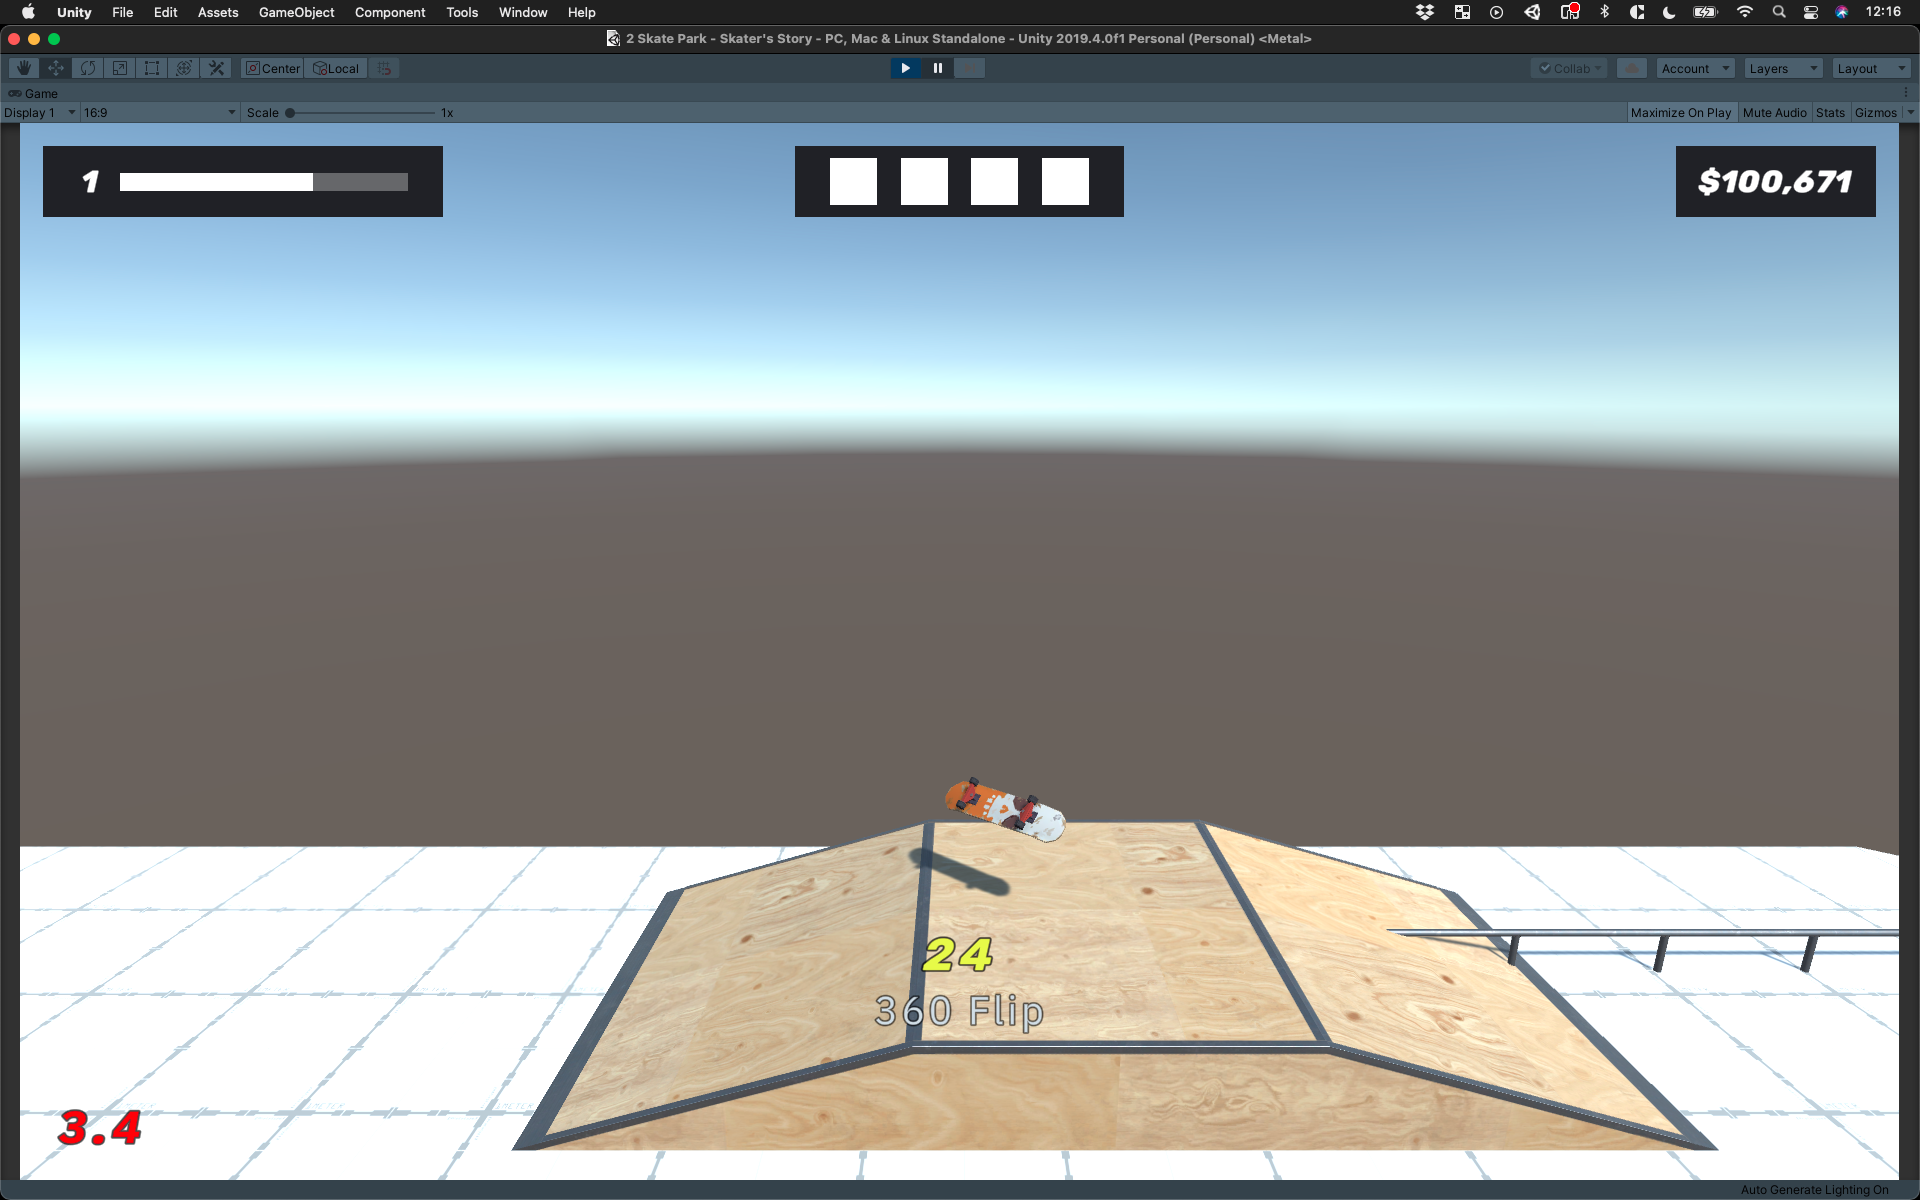 Unity File Edit Assets GameObject Component Tools Window Help 12:16
2 Skate Park - Skater's Story - PC, Mac & Linux Standalone - Unity 2019.4.0f1 Personal (Personal) <Metal>
Center Local Collab Account Layers Layout
Game
Display 1 16:9 Scale 1x Maximize On Play Mute Audio Stats Gizmos
1 $100,671
24
360 Flip
3.4
Auto Generate Lighting On